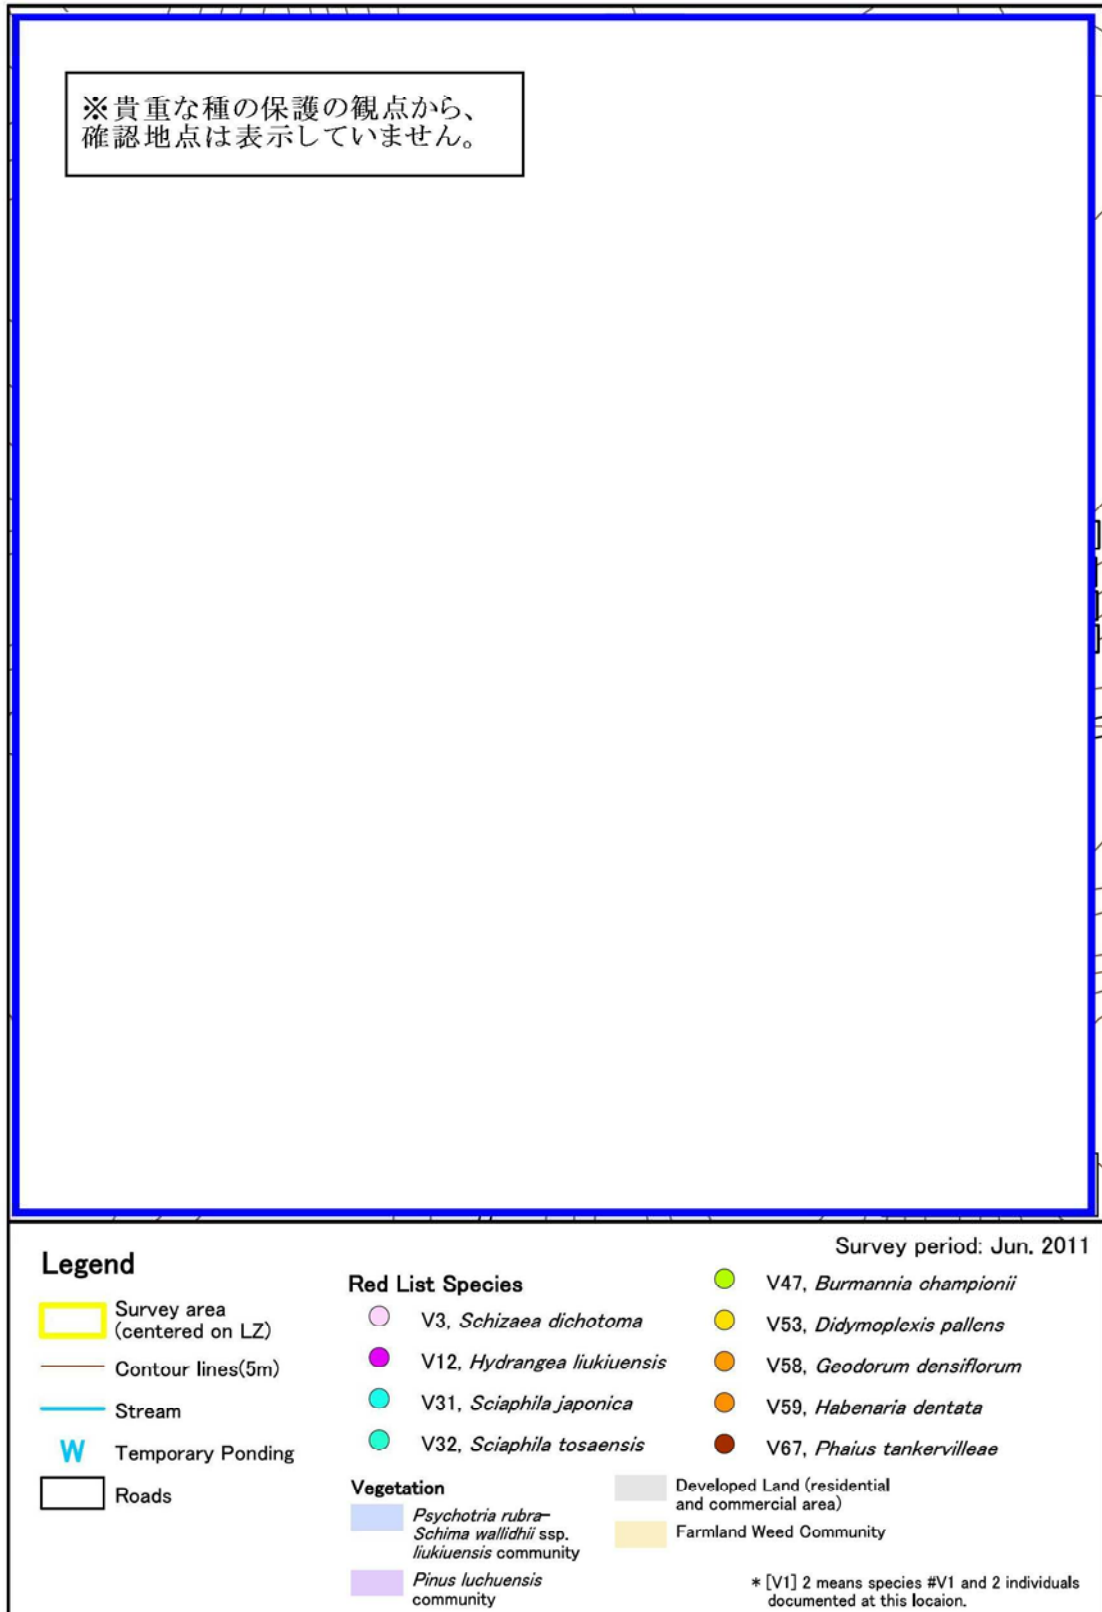 ※貴重な種の保護の観点から、
確認地点は表示していません。
Survey period: Jun. 2011
Legend
Survey area
(centered on LZ)
Contour lines(5m)
Stream
W Temporary Ponding
Roads
Red List Species
V3, Schizaea dichotoma
V12, Hydrangea liukiuensis
V31, Sciaphila japonica
V32, Sciaphila tosaensis
V47, Burmannia championii
V53, Didymoplexis pallens
V58, Geodorum densiflorum
V59, Habenaria dentata
V67, Phaius tankervilleae
Vegetation
Psychotria rubra-
Schima wallidhii ssp.
liukiuensis community
Pinus luchuensis
community
Developed Land (residential
and commercial area)
Farmland Weed Community
* [V1] 2 means species #V1 and 2 individuals
documented at this locaion.